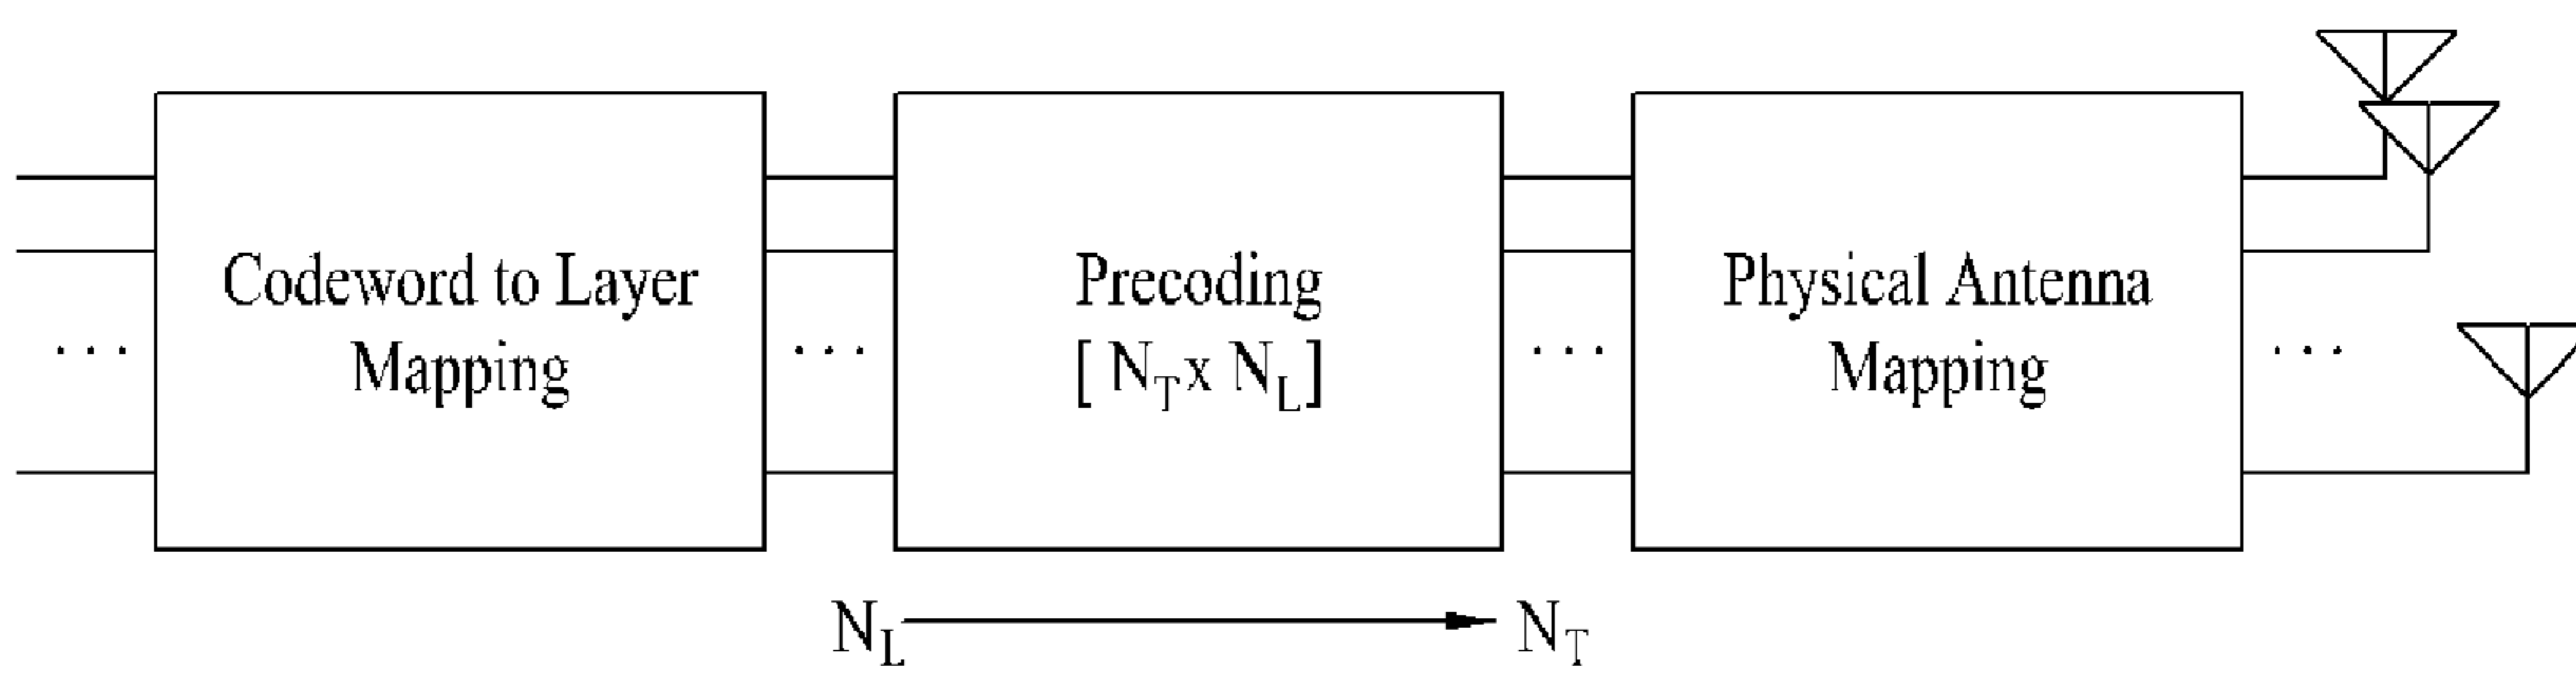 Codeword to Layer
Mapping
. . .
. . .
Precoding
[ N_T x N_L ]
. . .
Physical Antenna
Mapping
. . .
N_L
N_T